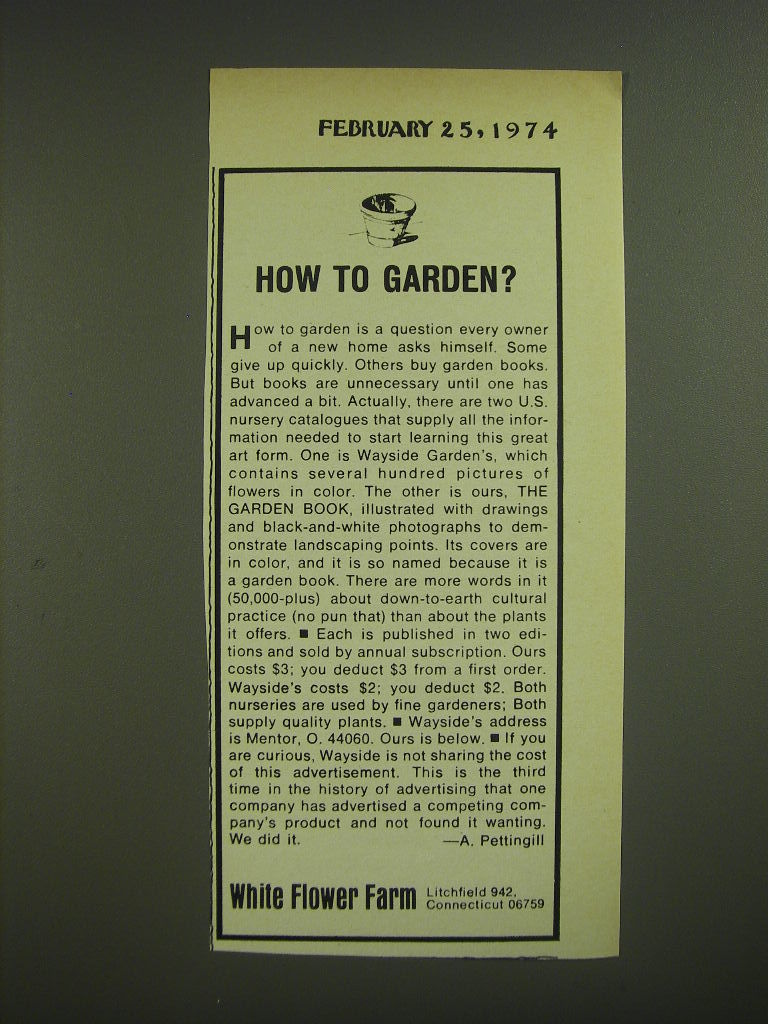 FEBRUARY 25, 1974
HOW TO GARDEN?
How to garden is a question every owner
of a new home asks himself. Some
give up quickly. Others buy garden books.
But books are unnecessary until one has
advanced a bit. Actually, there are two U.S.
nursery catalogues that supply all the infor-
mation needed to start learning this great
art form. One is Wayside Garden's, which
contains several hundred pictures of
flowers in color. The other is ours, THE
GARDEN BOOK, illustrated with drawings
and black-and-white photographs to dem-
onstrate landscaping points. Its covers are
in color, and it is so named because it is
a garden book. There are more words in it
(50,000-plus) about down-to-earth cultural
practice (no pun that) than about the plants
it offers. ■ Each is published in two edi-
tions and sold by annual subscription. Ours
costs $3; you deduct $3 from a first order.
Wayside's costs $2; you deduct $2. Both
nurseries are used by fine gardeners; Both
supply quality plants. ■ Wayside's address
is Mentor, O. 44060. Ours is below. ■ If you
are curious, Wayside is not sharing the cost
of this advertisement. This is the third
time in the history of advertising that one
company has advertised a competing com-
pany's product and not found it wanting.
We did it. —A. Pettingill
White Flower Farm Litchfield 942,
Connecticut 06759